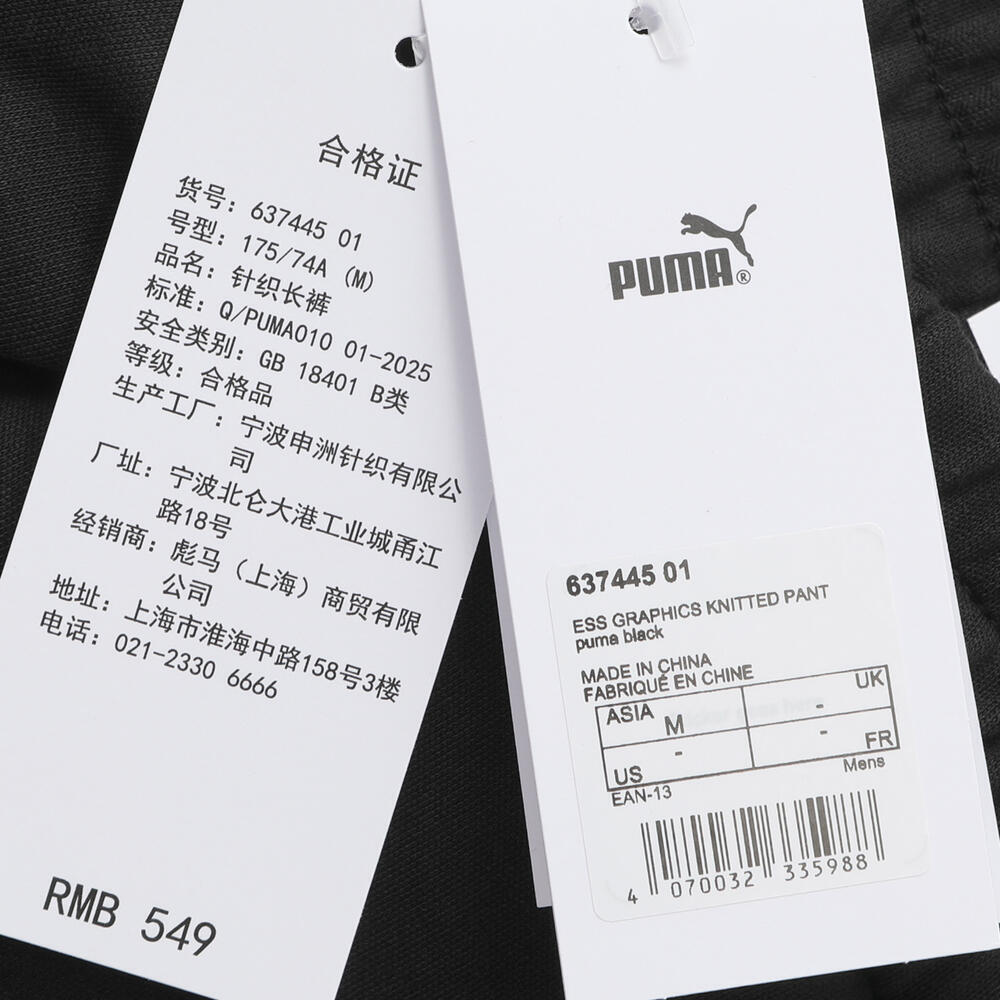 合格证
货号：637445 01
号型：175/74A (M)
品名：针织长裤
标准：Q/PUMA010 01-2025
安全类别：GB 18401 B类
等级：合格品
生产工厂：宁波申洲针织有限公
司
厂址：宁波北仑大港工业城甬江
路18号
经销商：彪马（上海）商贸有限
公司
地址：上海市淮海中路158号3楼
电话：021-2330 6666
RMB 549
PUMA®
637445 01
ESS GRAPHICS KNITTED PANT
puma black
MADE IN CHINA
FABRIQUÉ EN CHINE
ASIA M
- UK
US -
- FR
EAN-13
Mens
4 070032 335988